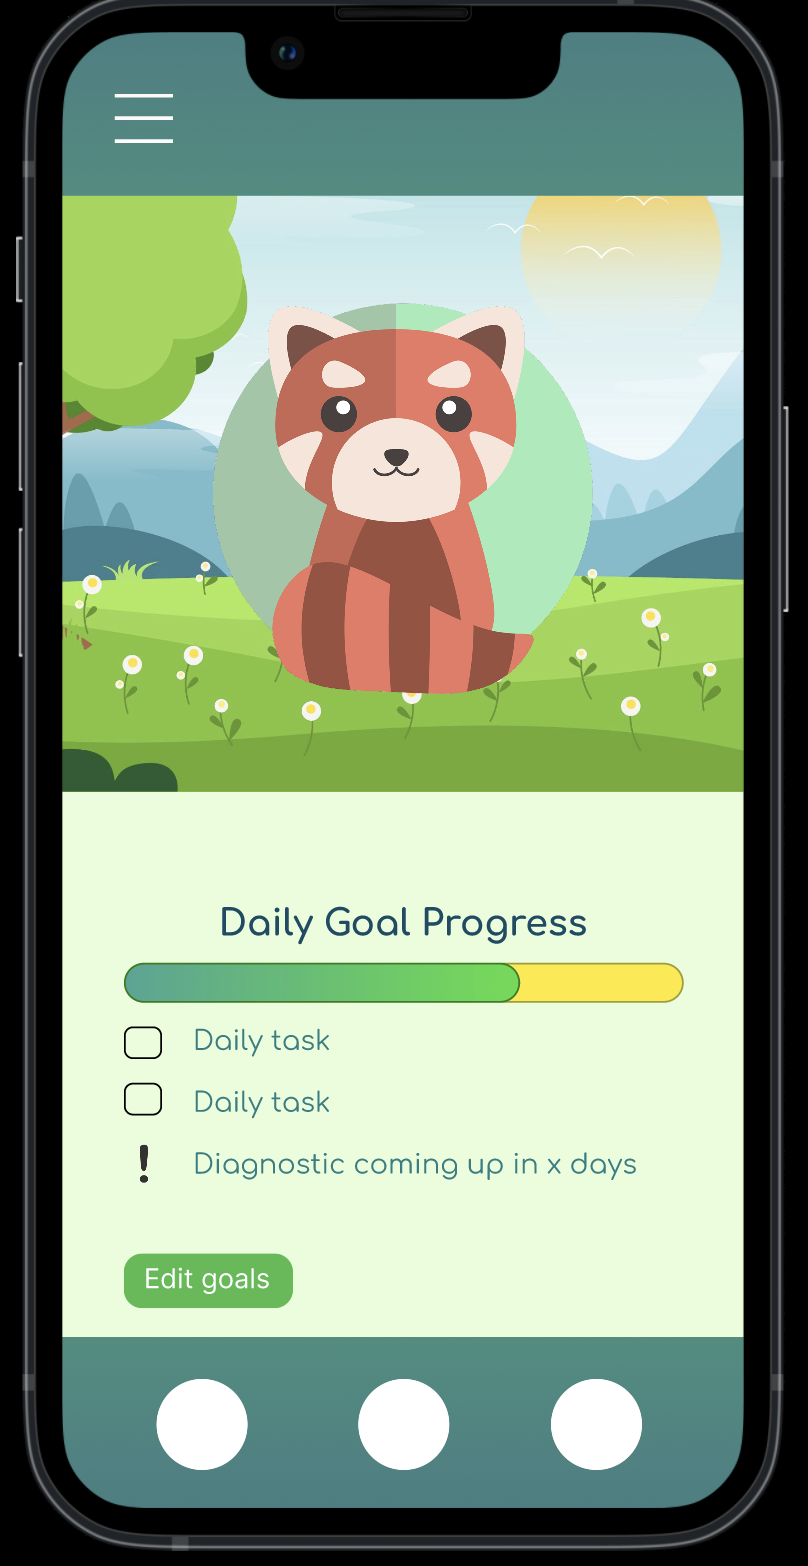 Daily Goal Progress
Daily task
Daily task
! Diagnostic coming up in x days
Edit goals